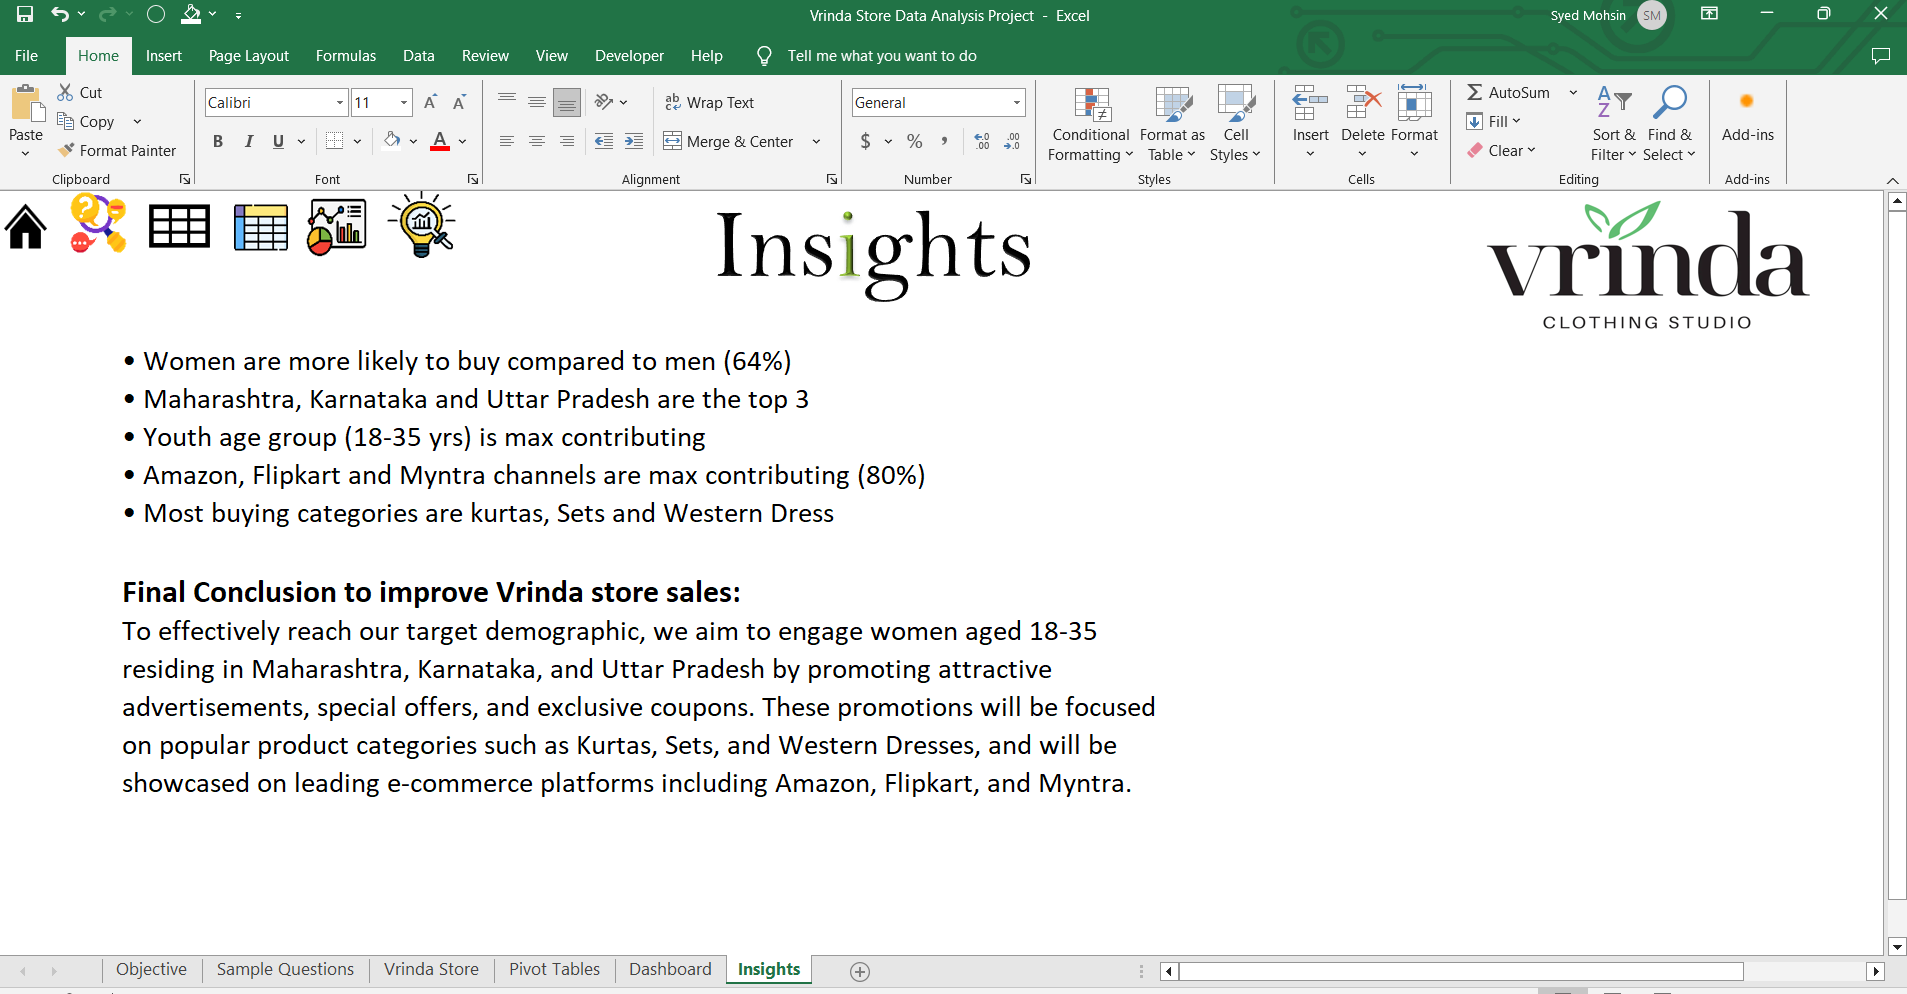 Vrinda Store Data Analysis Project - Excel
Syed Mohsin
SM
File Home Insert Page Layout Formulas Data Review View Developer Help Tell me what you want to do
Paste
Cut
Copy
Format Painter
Clipboard
Calibri 11 A A
B I U A
Font
ab Wrap Text
Merge & Center
Alignment
General
$ % , .00 .00
Number
Conditional Formatting
Format as Table
Cell Styles
Styles
Insert Delete Format
Cells
AutoSum
Fill
Clear
Sort & Filter
Find & Select
Editing
Add-ins
Add-ins
Insights
vrinda
CLOTHING STUDIO
• Women are more likely to buy compared to men (64%)
• Maharashtra, Karnataka and Uttar Pradesh are the top 3
• Youth age group (18-35 yrs) is max contributing
• Amazon, Flipkart and Myntra channels are max contributing (80%)
• Most buying categories are kurtas, Sets and Western Dress
Final Conclusion to improve Vrinda store sales:
To effectively reach our target demographic, we aim to engage women aged 18-35
residing in Maharashtra, Karnataka, and Uttar Pradesh by promoting attractive
advertisements, special offers, and exclusive coupons. These promotions will be focused
on popular product categories such as Kurtas, Sets, and Western Dresses, and will be
showcased on leading e-commerce platforms including Amazon, Flipkart, and Myntra.
Objective Sample Questions Vrinda Store Pivot Tables Dashboard Insights